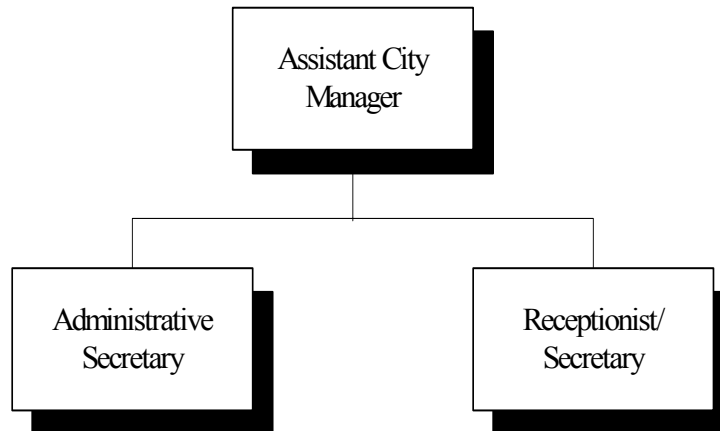 Assistant City
Manager
Administrative
Secretary
Receptionist/
Secretary